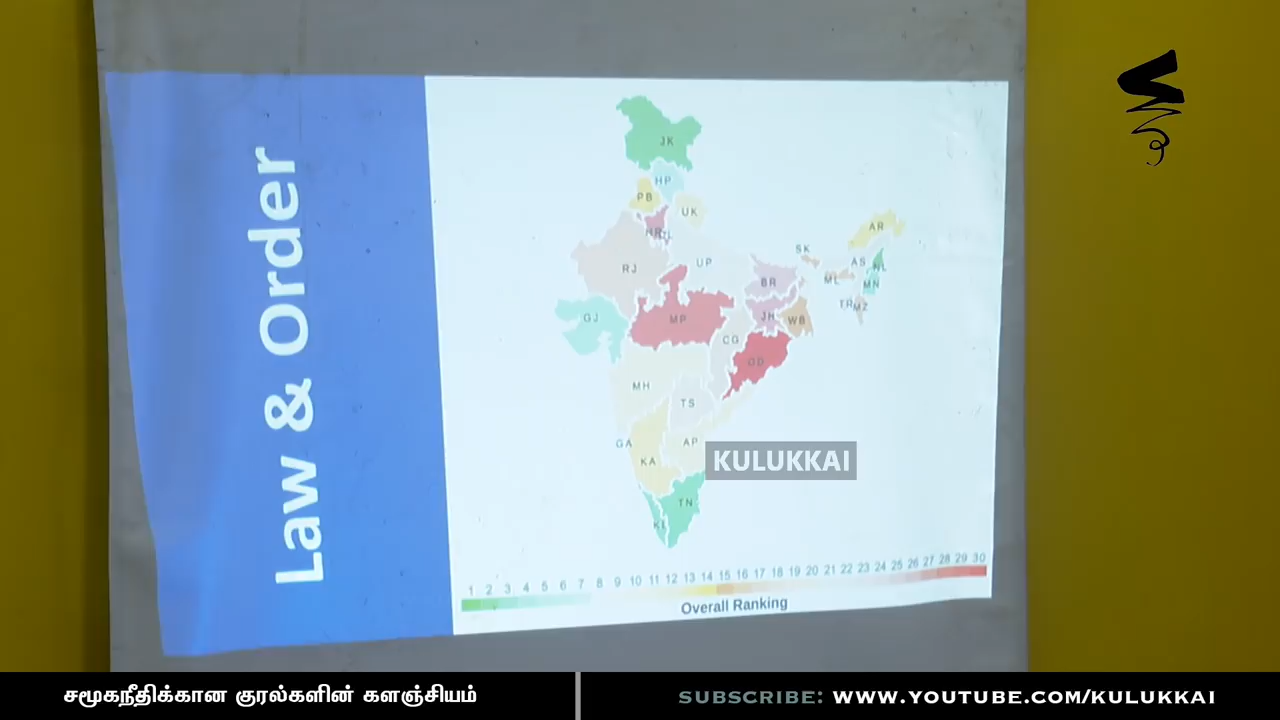 Law & Order
JK
HP
PB
UK
AR
SK
UP
AS
NL
RJ
ML
BR
MN
TR
MZ
GJ
MP
JH
WB
CG
OD
MH
TS
GA
AP
KA
KULUKKAI
TN
KL
1 2 3 4 5 6 7 8 9 10 11 12 13 14 15 16 17 18 19 20 21 22 23 24 25 26 27 28 29 30
Overall Ranking
சமூகநீதிக்கான குரல்களின் களஞ்சியம்
SUBSCRIBE: WWW.YOUTUBE.COM/KULUKKAI